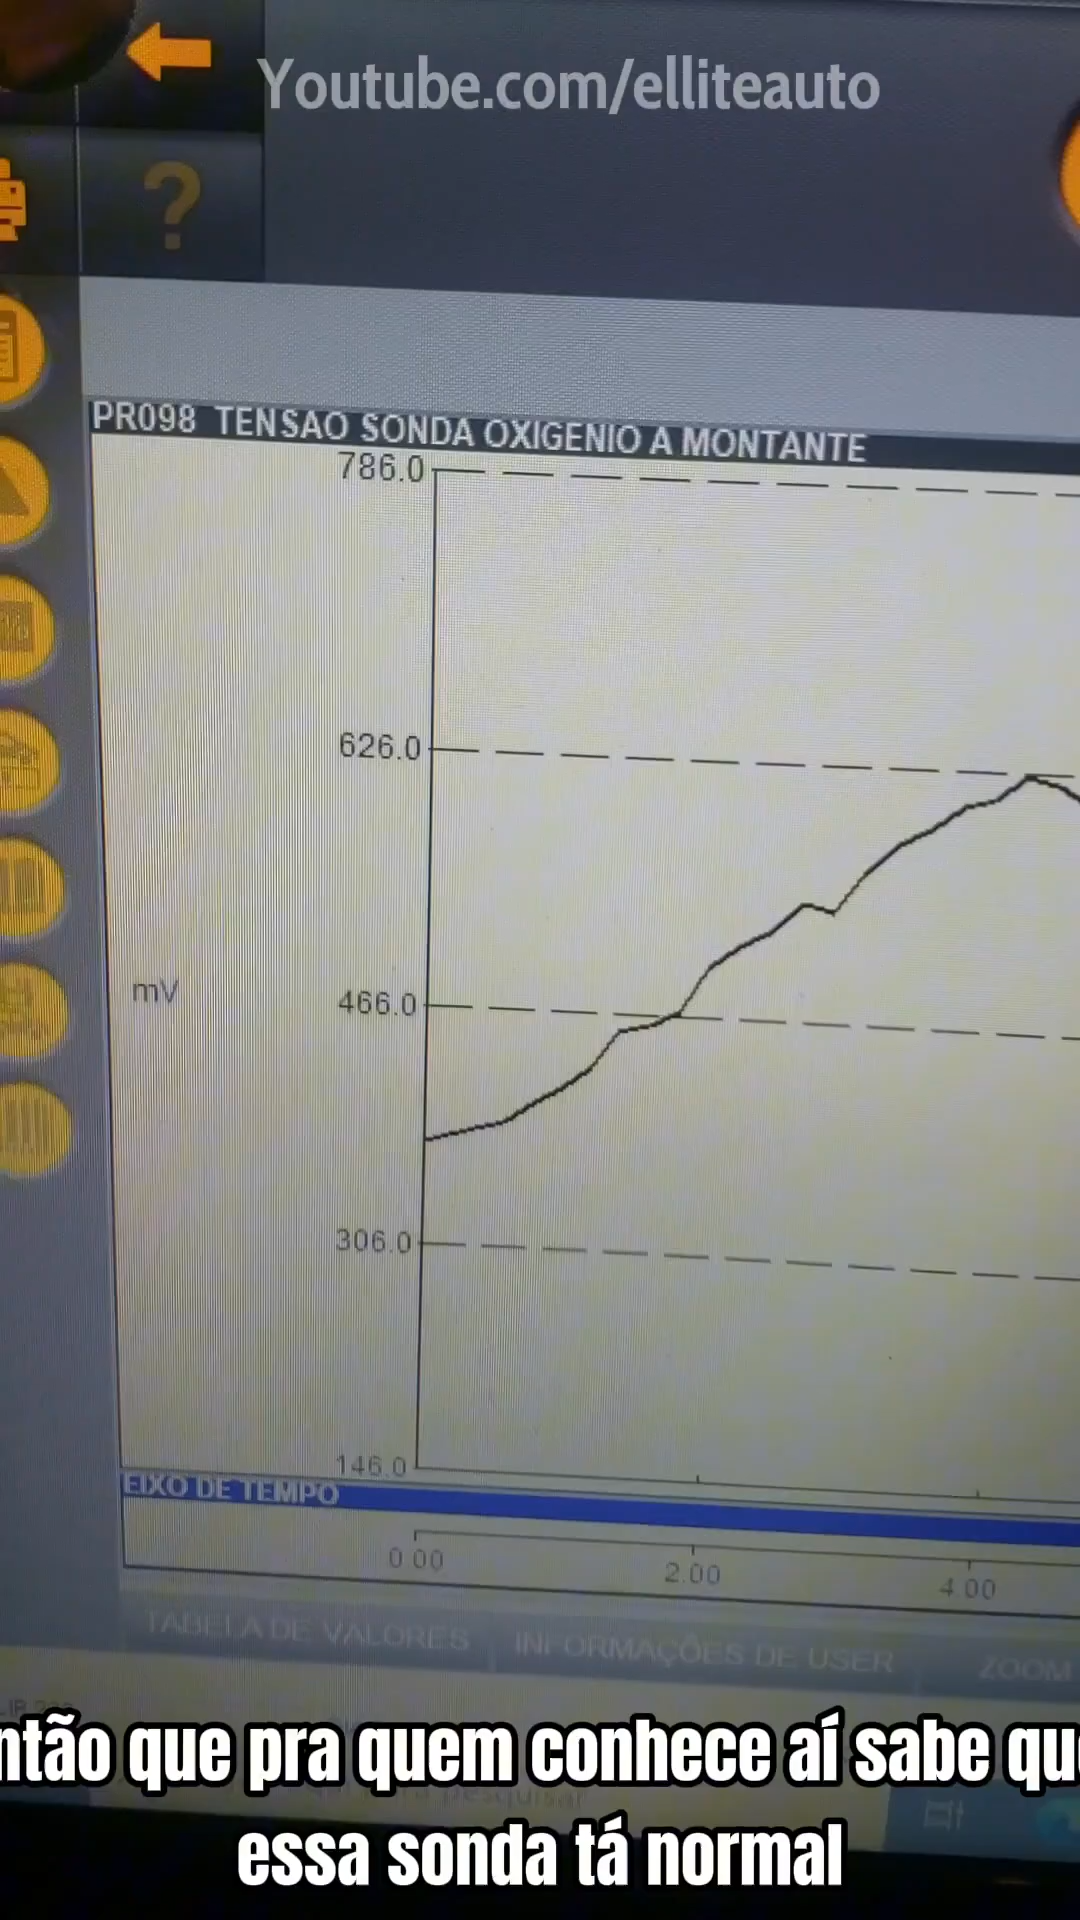 Youtube.com/elliteauto
?
PR098 TENSAO SONDA OXIGENIO A MONTANTE
786.0
626.0
mV
466.0
306.0
146.0
EIXO DE TEMPO
0.00
2.00
4.00
TABELA DE VALORES
INFORMAÇÕES DE USER
ZOOM
pesquisar
ntão que pra quem conhece aí sabe que
essa sonda tá normal